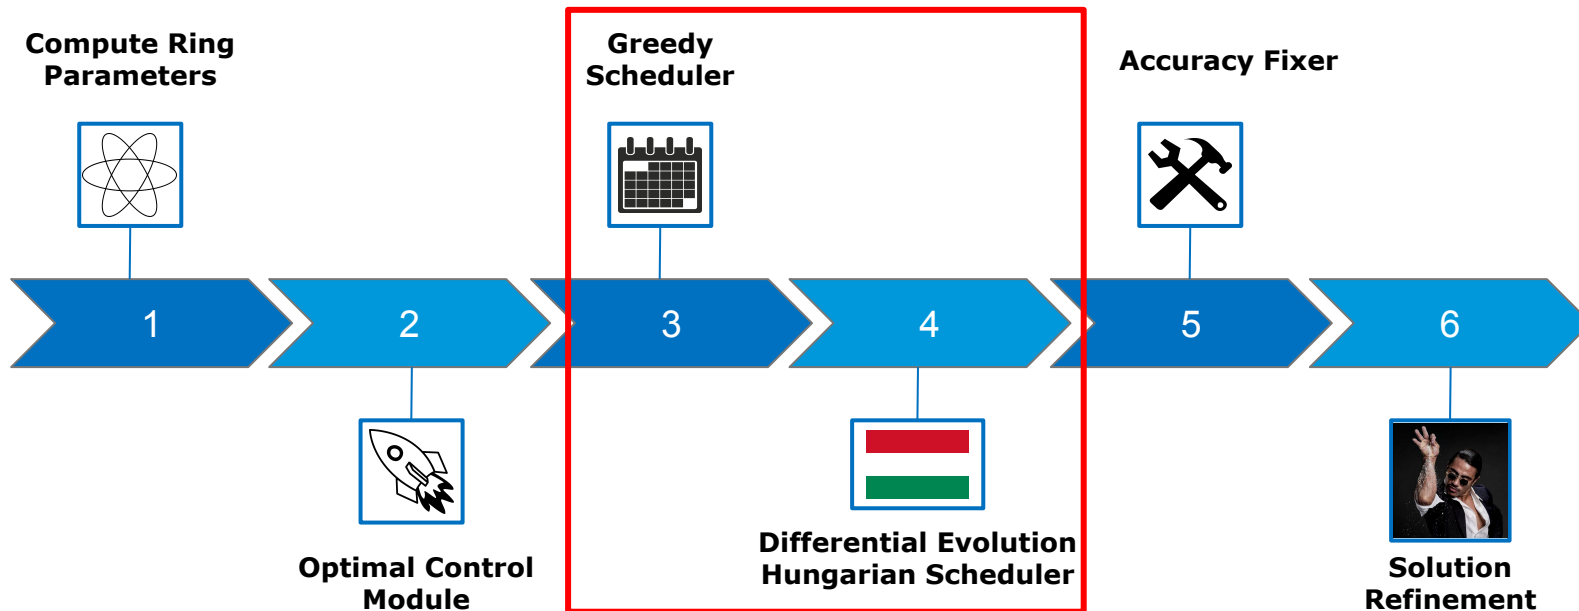 Compute Ring
Parameters
Greedy
Scheduler
Accuracy Fixer
1
2
3
4
5
6
Optimal Control
Module
Differential Evolution
Hungarian Scheduler
Solution
Refinement